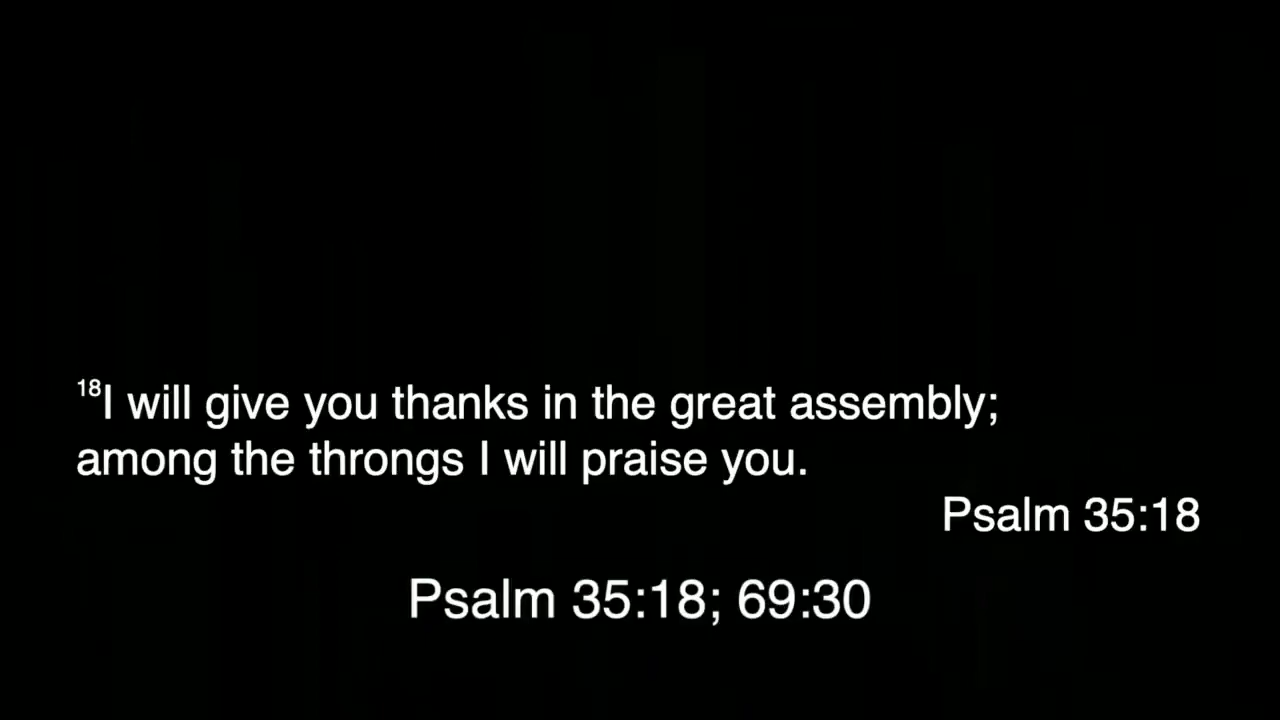 18I will give you thanks in the great assembly;
among the throngs I will praise you.
Psalm 35:18
Psalm 35:18; 69:30